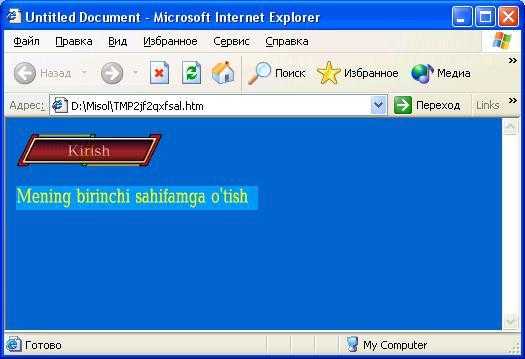 Untitled Document - Microsoft Internet Explorer
Файл Правка Вид Избранное Сервис Справка
Назад Поиск Избранное Медиа
Адрес: D:\Misol\TMP2jf2qxfsal.htm Переход Links
Kirish
Mening birinchi sahifamga o'tish
Готово My Computer